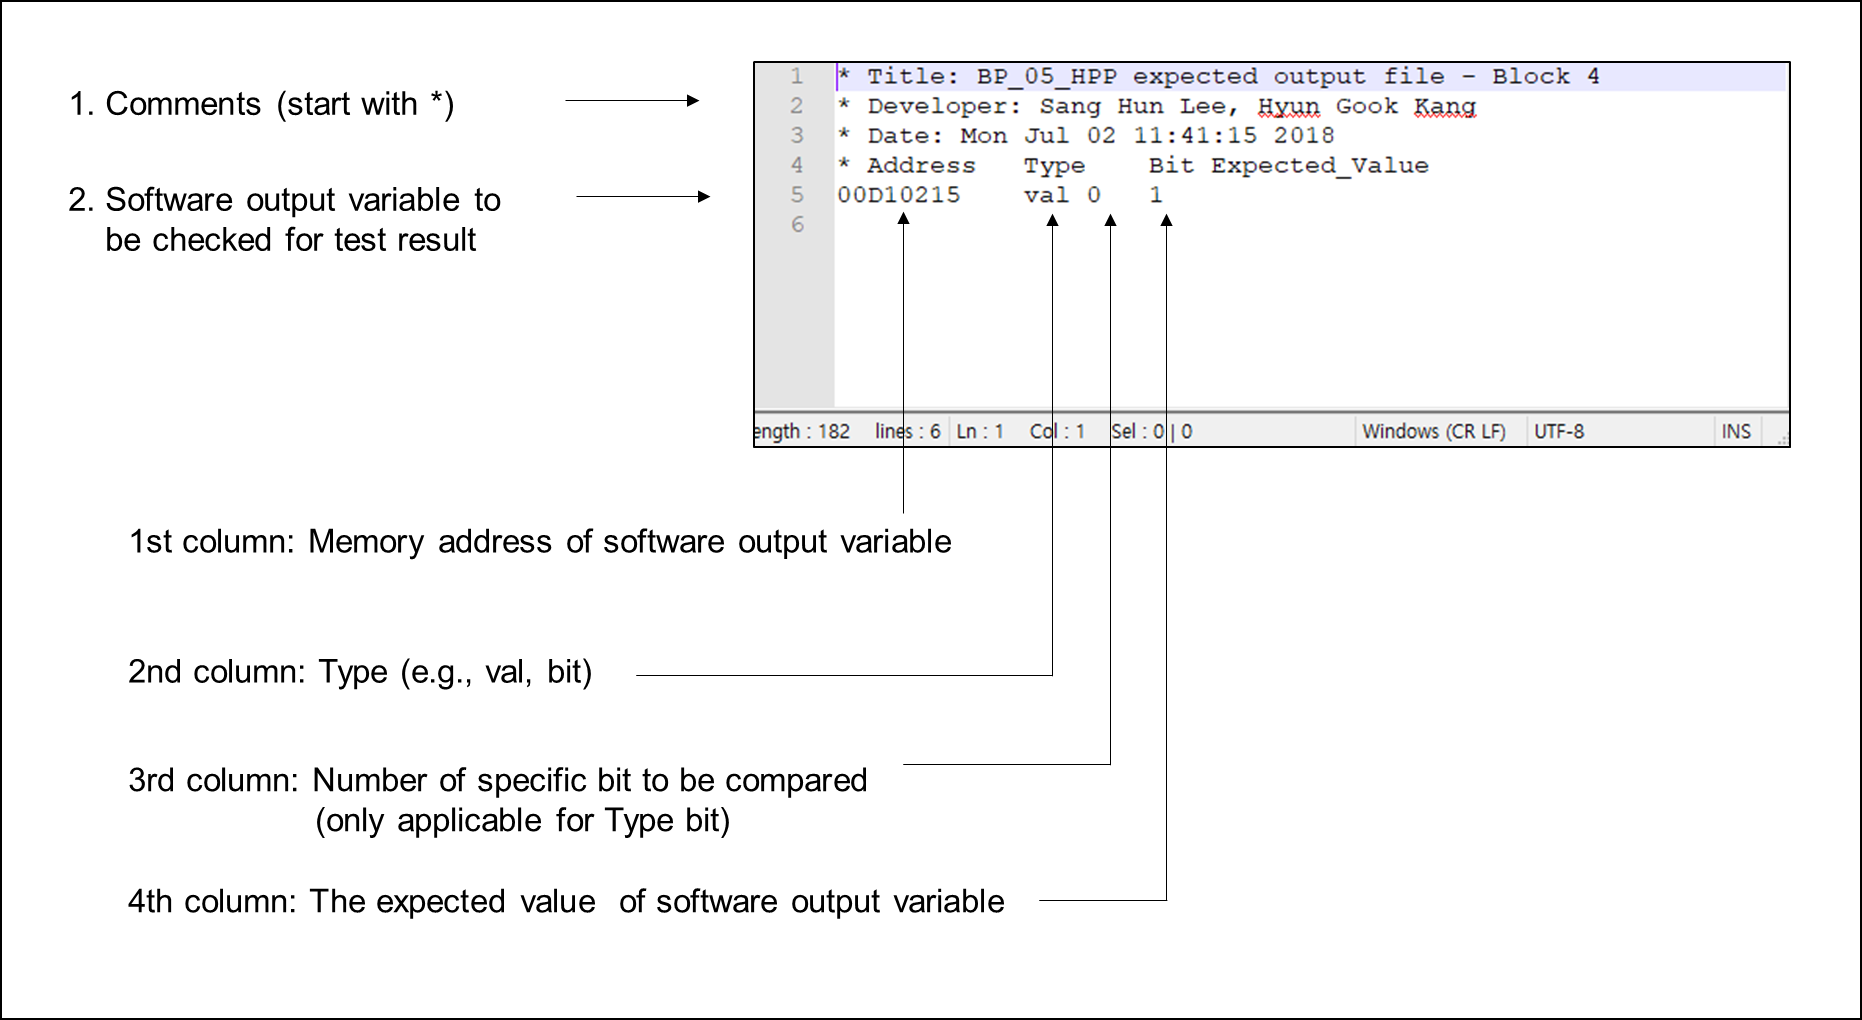 1. Comments (start with *)
2. Software output variable to
be checked for test result
1 * Title: BP_05_HPP expected output file - Block 4
2 * Developer: Sang Hun Lee, Hyun Gook Kang
3 * Date: Mon Jul 02 11:41:15 2018
4 * Address Type Bit Expected_Value
5 00D10215 val 0 1
6
ength : 182 lines : 6 Ln : 1 Col : 1 Sel : 0 | 0 Windows (CR LF) UTF-8 INS
1st column: Memory address of software output variable
2nd column: Type (e.g., val, bit)
3rd column: Number of specific bit to be compared
(only applicable for Type bit)
4th column: The expected value of software output variable